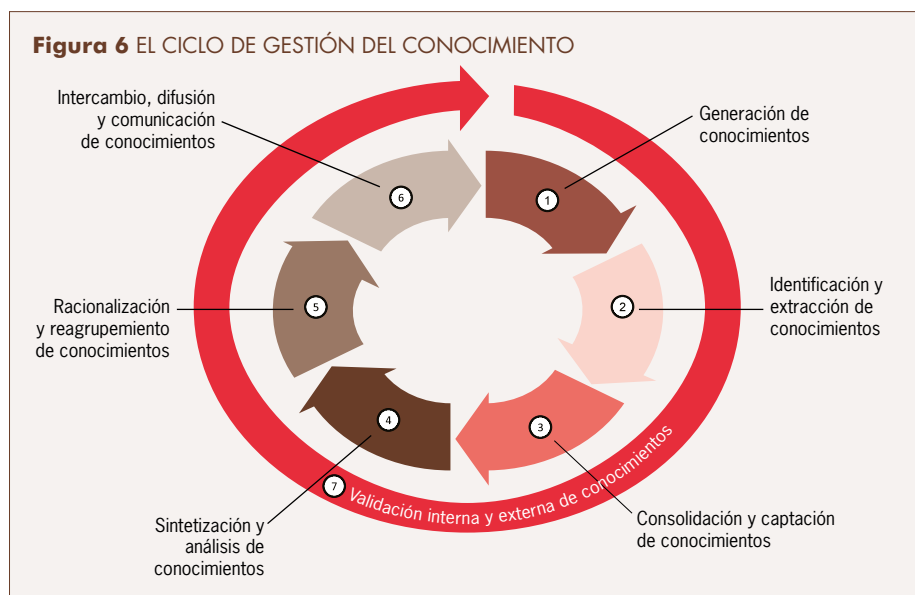 Figura 6 EL CICLO DE GESTIÓN DEL CONOCIMIENTO
Intercambio, difusión
y comunicación
de conocimientos
Generación de
conocimientos
6
1
Racionalización
y reagrupemiento
de conocimientos
5
2
Identificación y
extracción de
conocimientos
4
3
7 Validación interna y externa de conocimientos
Sintetización y
análisis de
conocimientos
Consolidación y captación
de conocimientos